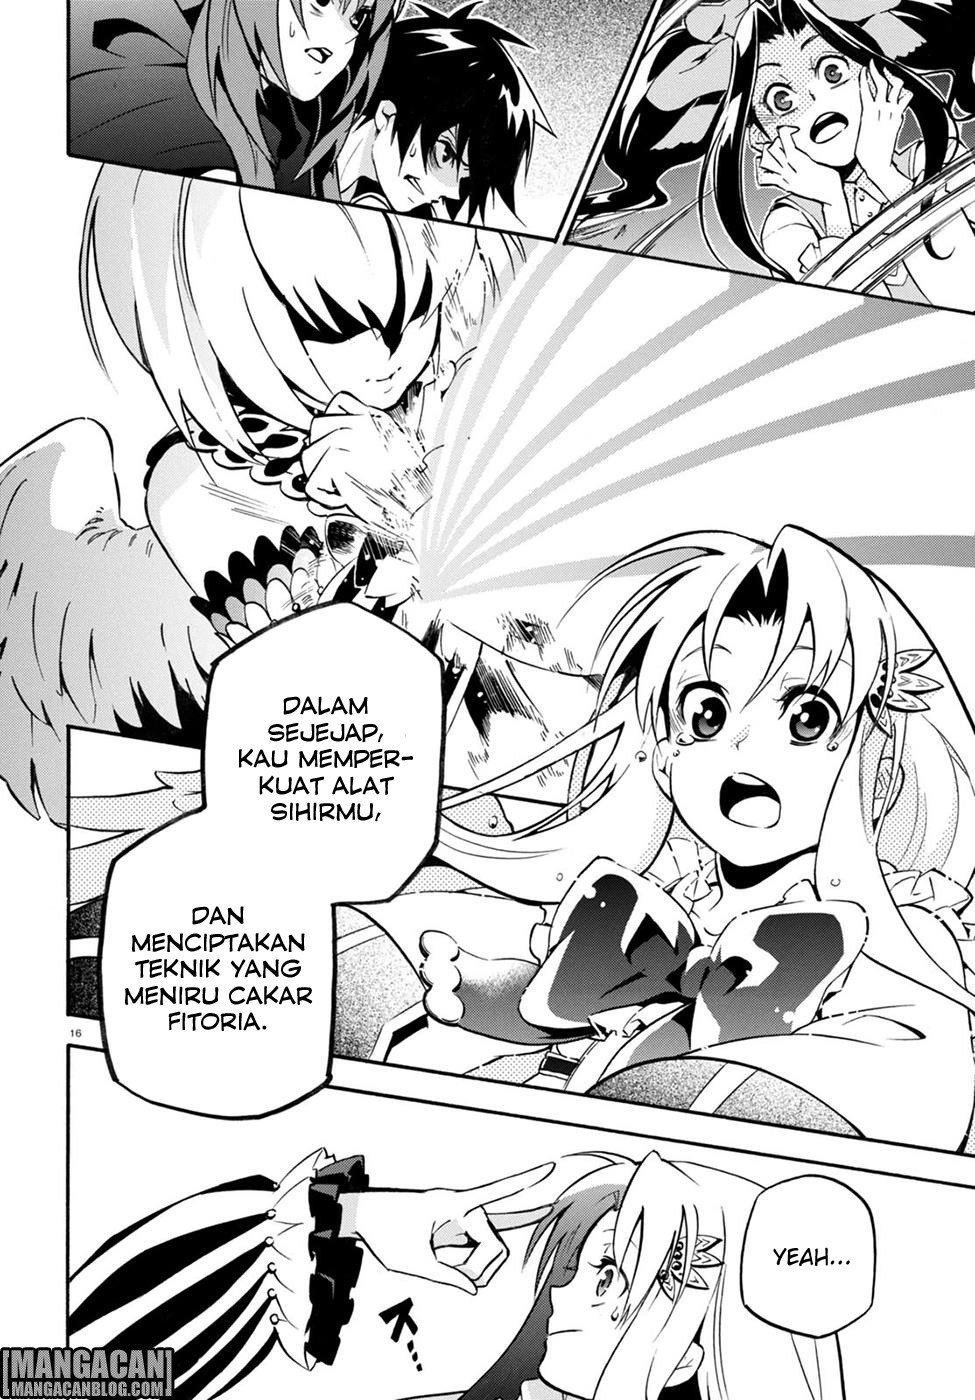 DALAM
SEJEJAP,
KAU MEMPER-
KUAT ALAT
SIHIRMU,
DAN
MENCIPTAKAN
TEKNIK YANG
MENIRU CAKAR
FITORIA.
16
YEAH...
MANGACAN
MANGACANBLOG.COM